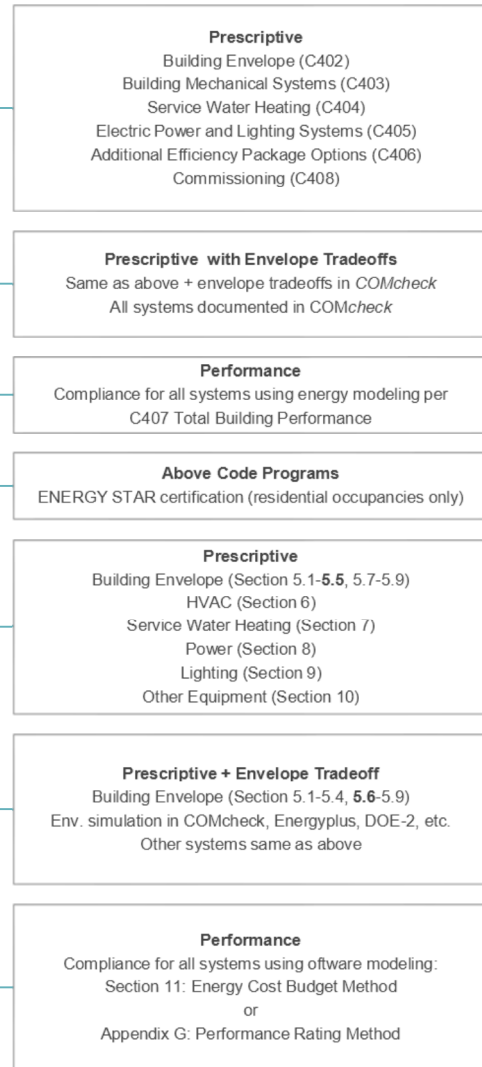 Prescriptive
Building Envelope (C402)
Building Mechanical Systems (C403)
Service Water Heating (C404)
Electric Power and Lighting Systems (C405)
Additional Efficiency Package Options (C406)
Commissioning (C408)
Prescriptive with Envelope Tradeoffs
Same as above + envelope tradeoffs in COMcheck
All systems documented in COMcheck
Performance
Compliance for all systems using energy modeling per
C407 Total Building Performance
Above Code Programs
ENERGY STAR certification (residential occupancies only)
Prescriptive
Building Envelope (Section 5.1-5.5, 5.7-5.9)
HVAC (Section 6)
Service Water Heating (Section 7)
Power (Section 8)
Lighting (Section 9)
Other Equipment (Section 10)
Prescriptive + Envelope Tradeoff
Building Envelope (Section 5.1-5.4, 5.6-5.9)
Env. simulation in COMcheck, Energyplus, DOE-2, etc.
Other systems same as above
Performance
Compliance for all systems using oftware modeling:
Section 11: Energy Cost Budget Method
or
Appendix G: Performance Rating Method